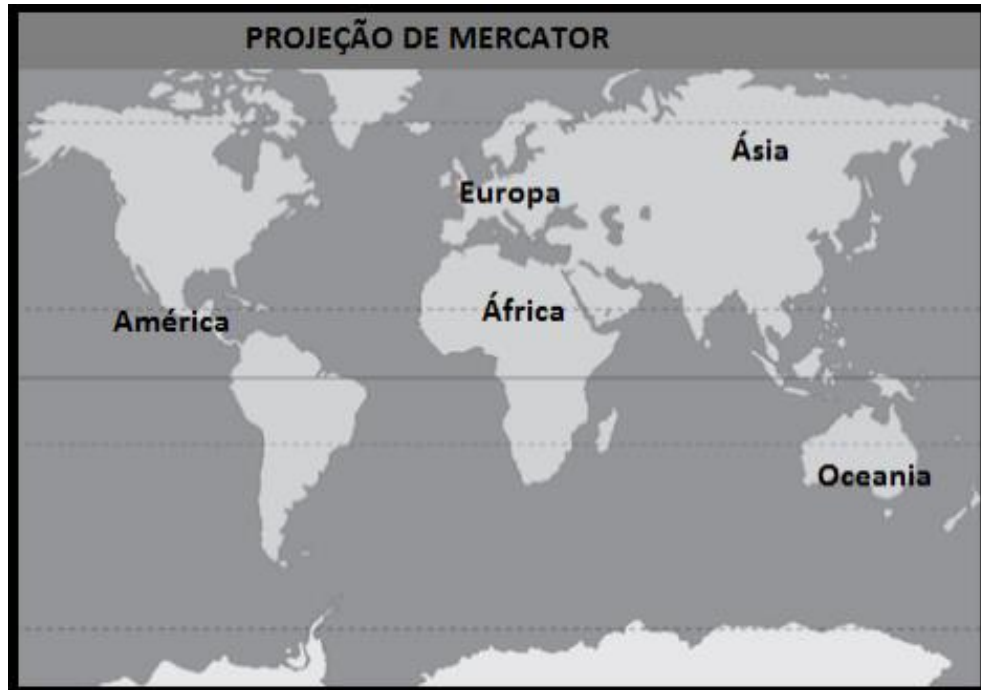 PROJEÇÃO DE MERCATOR
Ásia
Europa
África
América
Oceania